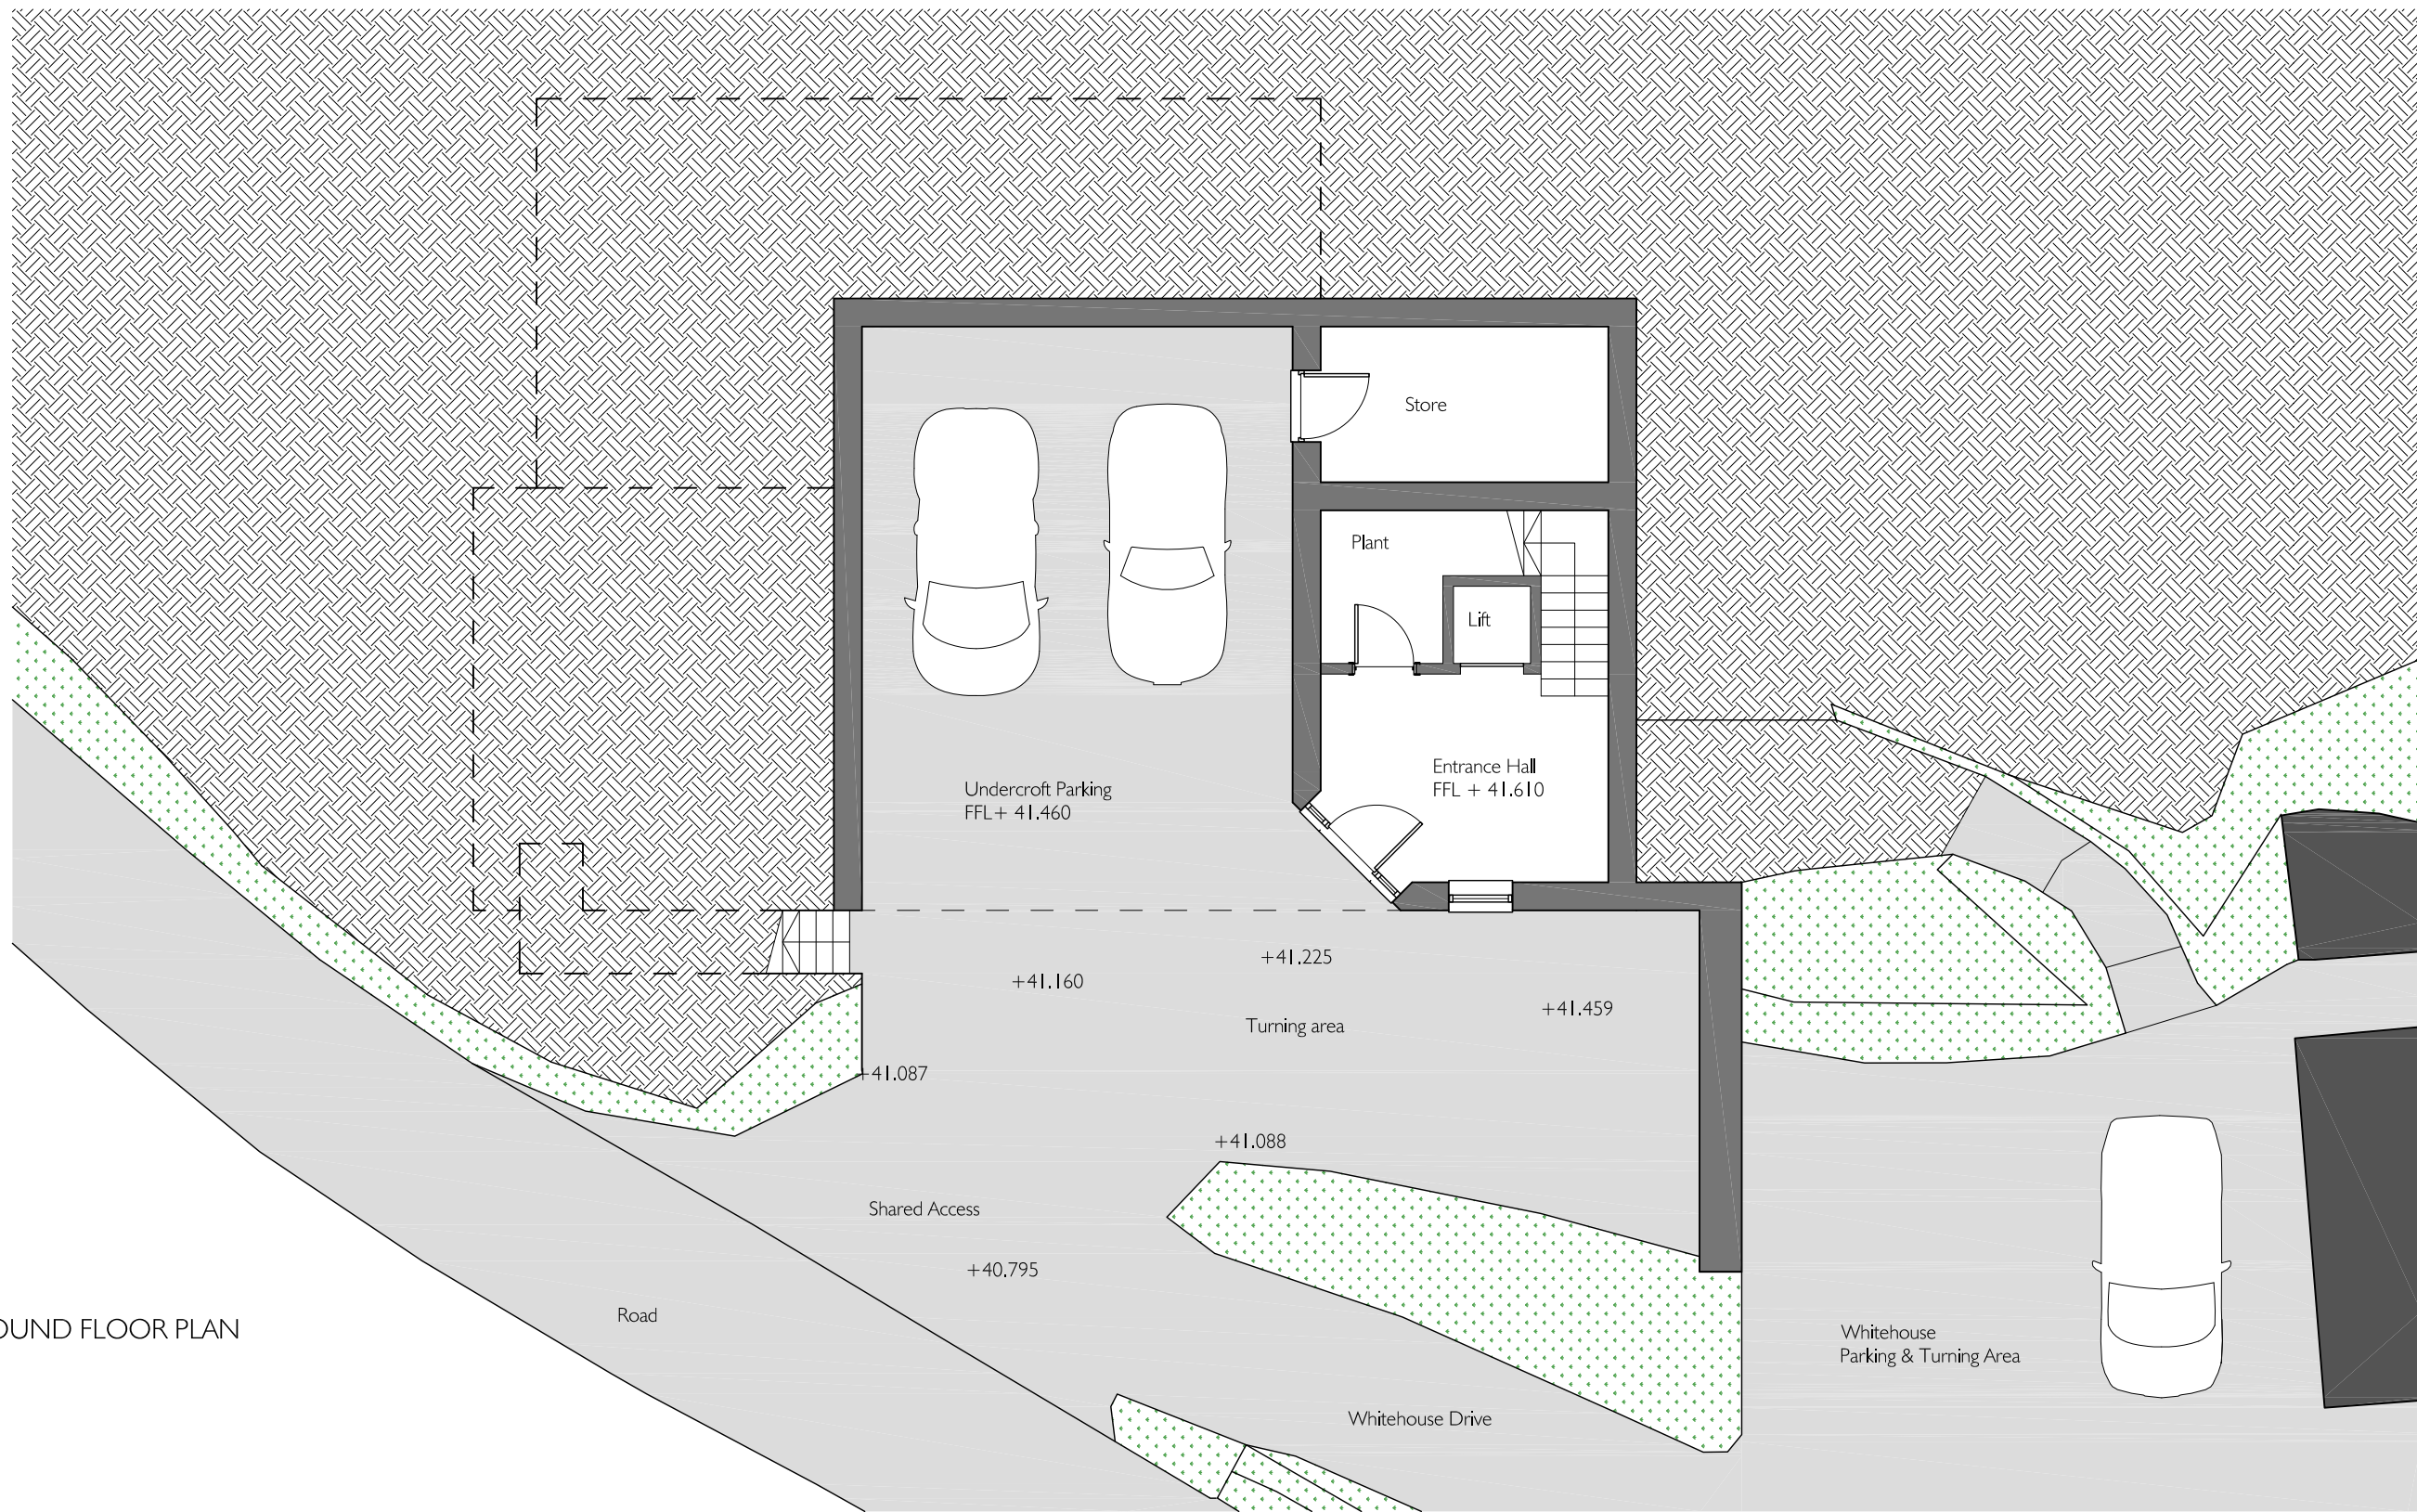 Store
Plant
Lift
Entrance Hall
FFL + 41.610
Undercroft Parking
FFL+ 41.460
+41.225
+41.160
+41.459
Turning area
+41.087
+41.088
Shared Access
+40.795
Road
OUND FLOOR PLAN
Whitehouse
Parking & Turning Area
Whitehouse Drive